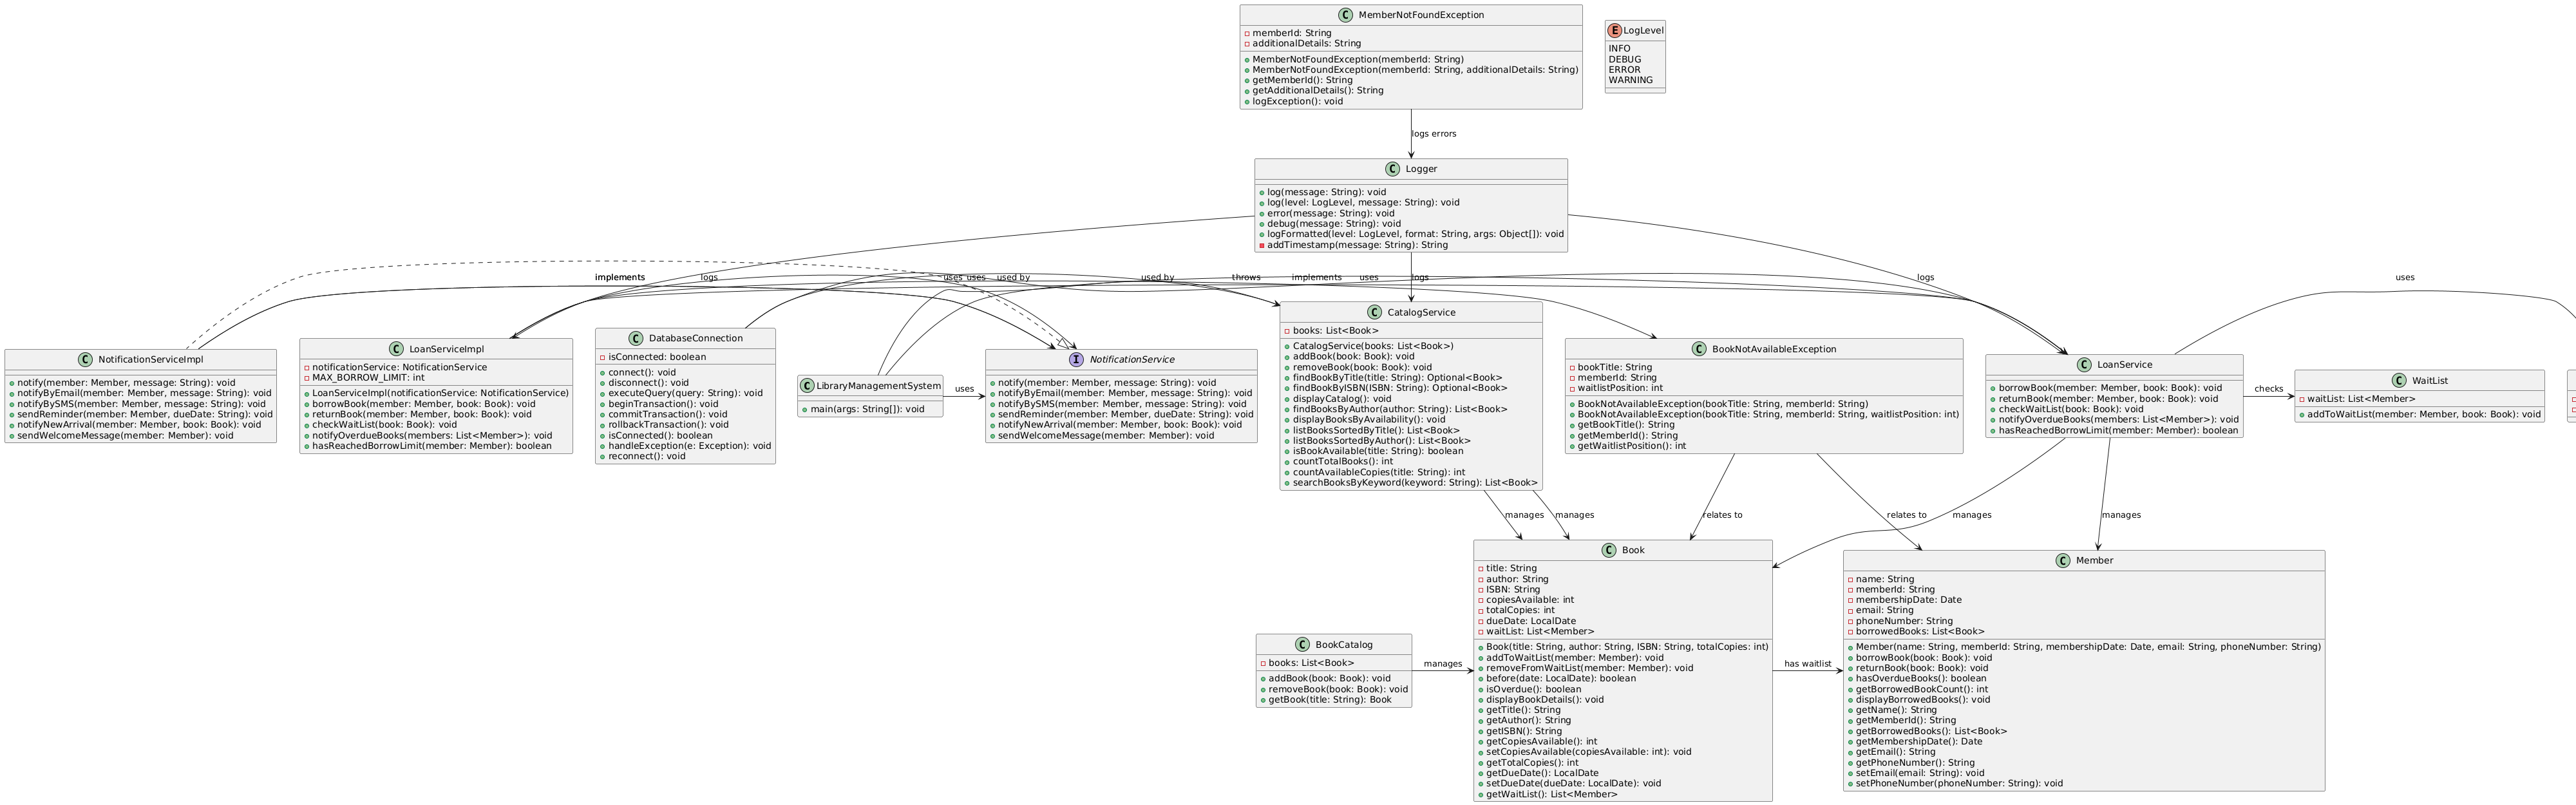 MemberNotFoundException
memberId: String
additionalDetails: String
MemberNotFoundException(memberId: String)
MemberNotFoundException(memberId: String, additionalDetails: String)
getMemberId(): String
getAdditionalDetails(): String
logException(): void
E LogLevel
INFO
DEBUG
ERROR
WARNING
logs errors
C Logger
log(message: String): void
log(level: LogLevel, message: String): void
error(message: String): void
debug(message: String): void
logFormatted(level: LogLevel, format: String, args: Object[]): void
addTimestamp(message: String): String
implements
logs
uses
uses
used by
used by
throws
implements
uses
logs
logs
uses
C NotificationServiceImpl
notify(member: Member, message: String): void
notifyByEmail(member: Member, message: String): void
notifyBySMS(member: Member, message: String): void
sendReminder(member: Member, dueDate: String): void
notifyNewArrival(member: Member, book: Book): void
sendWelcomeMessage(member: Member): void
C LoanServiceImpl
notificationService: NotificationService
MAX_BORROW_LIMIT: int
LoanServiceImpl(notificationService: NotificationService)
borrowBook(member: Member, book: Book): void
returnBook(member: Member, book: Book): void
checkWaitList(book: Book): void
notifyOverdueBooks(members: List<Member>): void
hasReachedBorrowLimit(member: Member): boolean
C DatabaseConnection
isConnected: boolean
connect(): void
disconnect(): void
executeQuery(query: String): void
beginTransaction(): void
commitTransaction(): void
rollbackTransaction(): void
isConnected(): boolean
handleException(e: Exception): void
reconnect(): void
C LibraryManagementSystem
main(args: String[]): void
uses
I NotificationService
notify(member: Member, message: String): void
notifyByEmail(member: Member, message: String): void
notifyBySMS(member: Member, message: String): void
sendReminder(member: Member, dueDate: String): void
notifyNewArrival(member: Member, book: Book): void
sendWelcomeMessage(member: Member): void
C CatalogService
books: List<Book>
CatalogService(books: List<Book>)
addBook(book: Book): void
removeBook(book: Book): void
findBookByTitle(title: String): Optional<Book>
findBookByISBN(ISBN: String): Optional<Book>
displayCatalog(): void
findBooksByAuthor(author: String): List<Book>
displayBooksByAvailability(): void
listBooksSortedByTitle(): List<Book>
listBooksSortedByAuthor(): List<Book>
isBookAvailable(title: String): boolean
countTotalBooks(): int
countAvailableCopies(title: String): int
searchBooksByKeyword(keyword: String): List<Book>
C BookNotAvailableException
bookTitle: String
memberId: String
waitlistPosition: int
BookNotAvailableException(bookTitle: String, memberId: String)
BookNotAvailableException(bookTitle: String, memberId: String, waitlistPosition: int)
getBookTitle(): String
getMemberId(): String
getWaitlistPosition(): int
C LoanService
borrowBook(member: Member, book: Book): void
returnBook(member: Member, book: Book): void
checkWaitList(book: Book): void
notifyOverdueBooks(members: List<Member>): void
hasReachedBorrowLimit(member: Member): boolean
checks
C WaitList
waitList: List<Member>
addToWaitList(member: Member, book: Book): void
manages
manages
relates to
relates to
manages
manages
C BookCatalog
books: List<Book>
addBook(book: Book): void
removeBook(book: Book): void
getBook(title: String): Book
manages
C Book
title: String
author: String
ISBN: String
copiesAvailable: int
totalCopies: int
dueDate: LocalDate
waitList: List<Member>
Book(title: String, author: String, ISBN: String, totalCopies: int)
addToWaitList(member: Member): void
removeFromWaitList(member: Member): void
before(date: LocalDate): boolean
isOverdue(): boolean
displayBookDetails(): void
getTitle(): String
getAuthor(): String
getISBN(): String
getCopiesAvailable(): int
setCopiesAvailable(copiesAvailable: int): void
getTotalCopies(): int
getDueDate(): LocalDate
setDueDate(dueDate: LocalDate): void
getWaitList(): List<Member>
has waitlist
C Member
name: String
memberId: String
membershipDate: Date
email: String
phoneNumber: String
borrowedBooks: List<Book>
Member(name: String, memberId: String, membershipDate: Date, email: String, phoneNumber: String)
borrowBook(book: Book): void
returnBook(book: Book): void
hasOverdueBooks(): boolean
getBorrowedBookCount(): int
displayBorrowedBooks(): void
getName(): String
getMemberId(): String
getBorrowedBooks(): List<Book>
getMembershipDate(): Date
getEmail(): String
getPhoneNumber(): String
setEmail(email: String): void
setPhoneNumber(phoneNumber: String): void